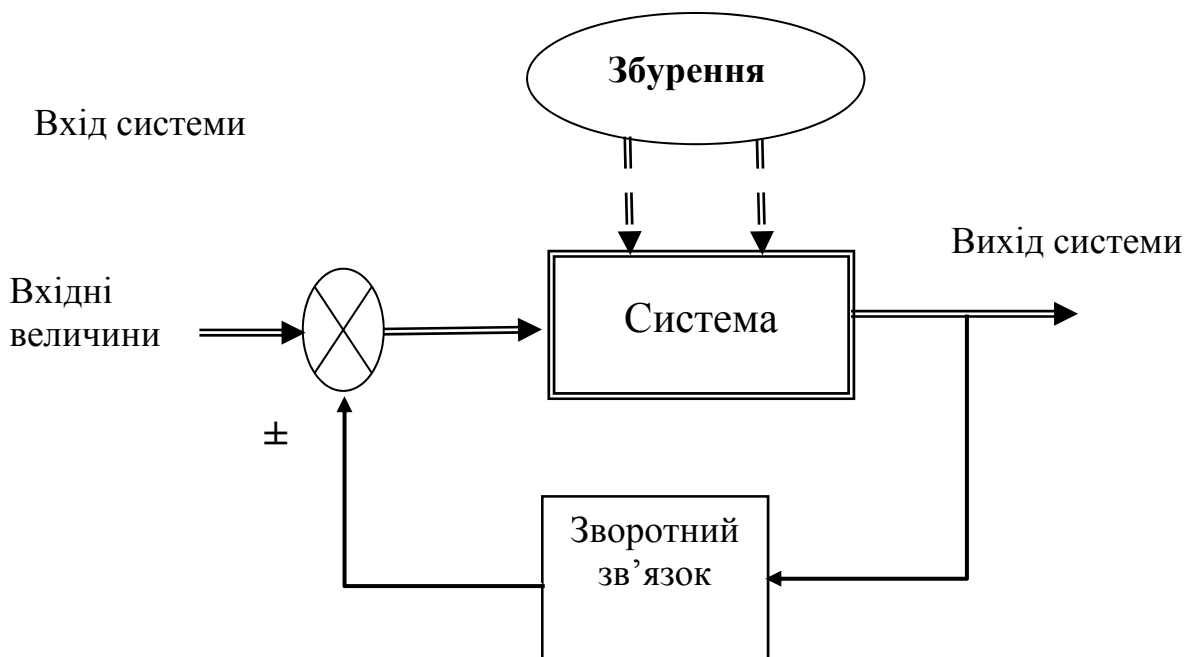 Збурення
Вхід системи
Вихід системи
Вхідні
величини
Система
±
Зворотний
зв’язок